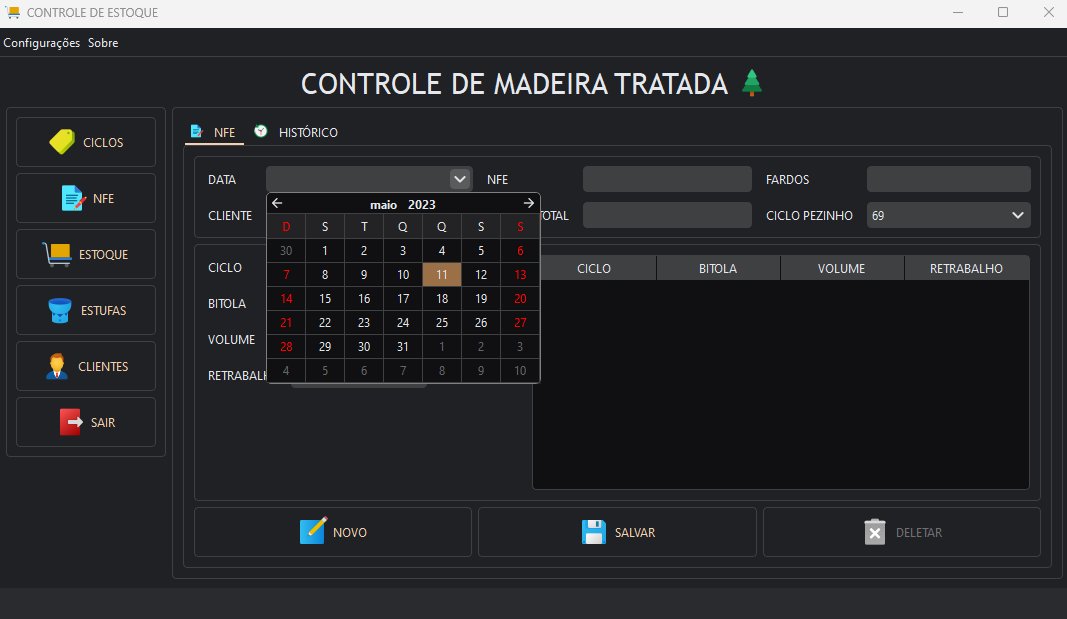 CONTROLE DE ESTOQUE
Configurações Sobre
CONTROLE DE MADEIRA TRATADA
CICLOS
NFE
ESTOQUE
ESTUFAS
CLIENTES
SAIR
NFE HISTÓRICO
DATA NFE FARDOS
CLIENTE OTAL CICLO PEZINHO 69
maio 2023
D S T Q Q S S
30 1 2 3 4 5 6
7 8 9 10 11 12 13
14 15 16 17 18 19 20
21 22 23 24 25 26 27
28 29 30 31 1 2 3
4 5 6 7 8 9 10
CICLO
BITOLA
VOLUME
RETRABALH
CICLO BITOLA VOLUME RETRABALHO
NOVO SALVAR DELETAR